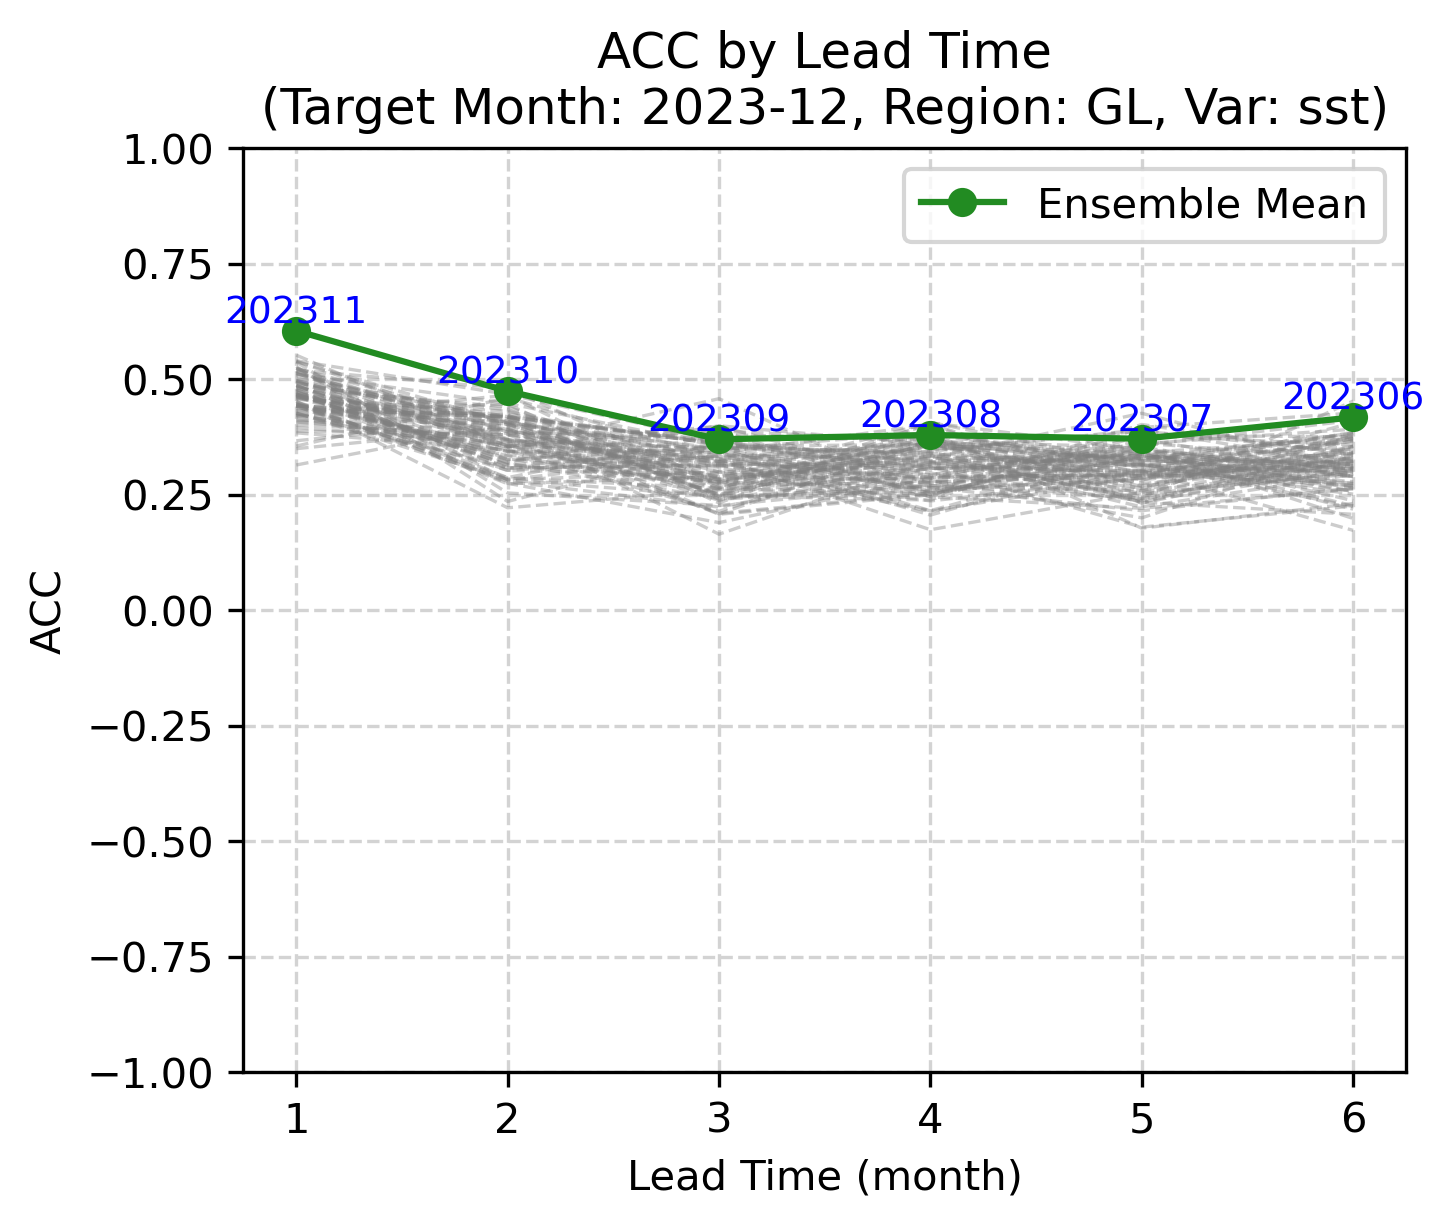 ACC by Lead Time
(Target Month: 2023-12, Region: GL, Var: sst)
1.00
Ensemble Mean
0.75
202311
0.50
202310
202309
202308
202307
202306
0.25
ACC
0.00
−0.25
−0.50
−0.75
−1.00
1 2 3 4 5 6
Lead Time (month)